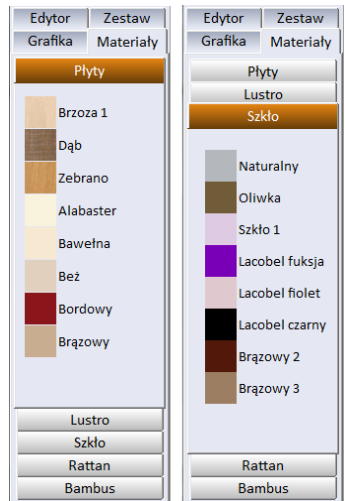 Edytor Zestaw
Grafika Materiały
Płyty
Brzoza 1
Dąb
Zebrano
Alabaster
Bawełna
Beż
Bordowy
Brązowy
Lustro
Szkło
Rattan
Bambus
Edytor Zestaw
Grafika Materiały
Płyty
Lustro
Szkło
Naturalny
Oliwka
Szkło 1
Lacobel fuksja
Lacobel fiolet
Lacobel czarny
Brązowy 2
Brązowy 3
Rattan
Bambus